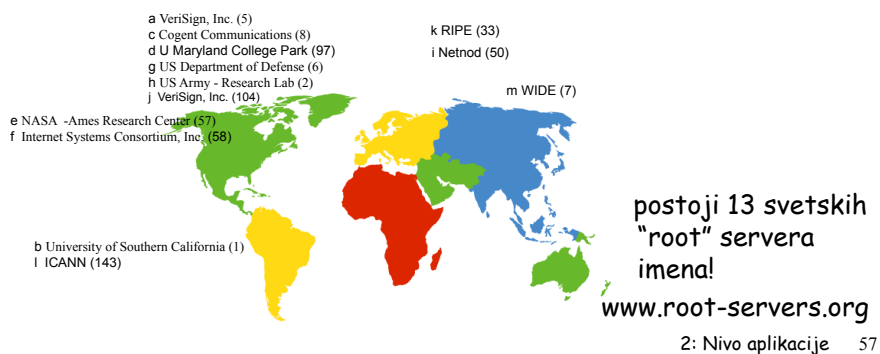 a VeriSign, Inc. (5)
c Cogent Communications (8)
d U Maryland College Park (97)
g US Department of Defense (6)
h US Army - Research Lab (2)
j VeriSign, Inc. (104)
k RIPE (33)
i Netnod (50)
m WIDE (7)
e NASA -Ames Research Center (57)
f Internet Systems Consortium, Inc. (58)
b University of Southern California (1)
l ICANN (143)
postoji 13 svetskih
“root” servera
imena!
www.root-servers.org
2: Nivo aplikacije 57